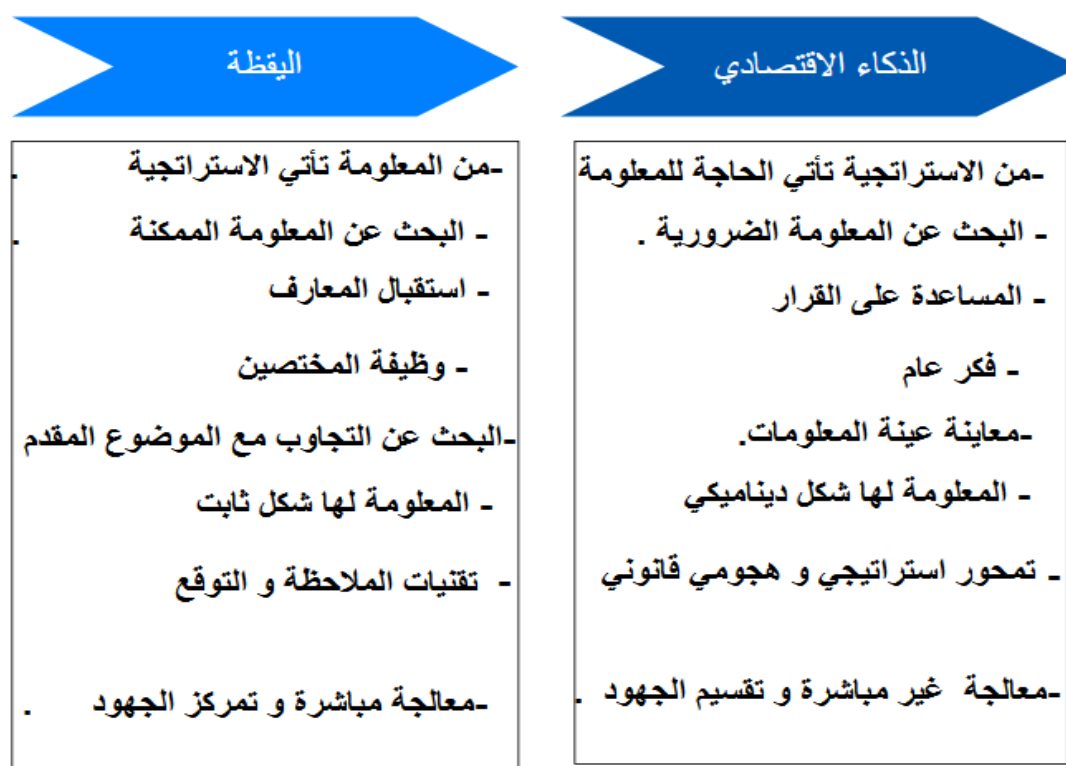 الذكاء الاقتصادي
-من الاستراتجية تأتي الحاجة للمعلومة
- البحث عن المعلومة الضرورية .
- المساعدة على القرار
- فكر عام
-معاينة عينة المعلومات.
- المعلومة لها شكل ديناميكي
- تمحور استراتيجي و هجومي قانوني
-معالجة غير مباشرة و تقسيم الجهود .
اليقظة
-من المعلومة تأتي الاستراتجية .
- البحث عن المعلومة الممكنة .
- استقبال المعارف
- وظيفة المختصين
-البحث عن التجاوب مع الموضوع المقدم
- المعلومة لها شكل ثابت
- تقنيات الملاحظة و التوقع
-معالجة مباشرة و تمركز الجهود .